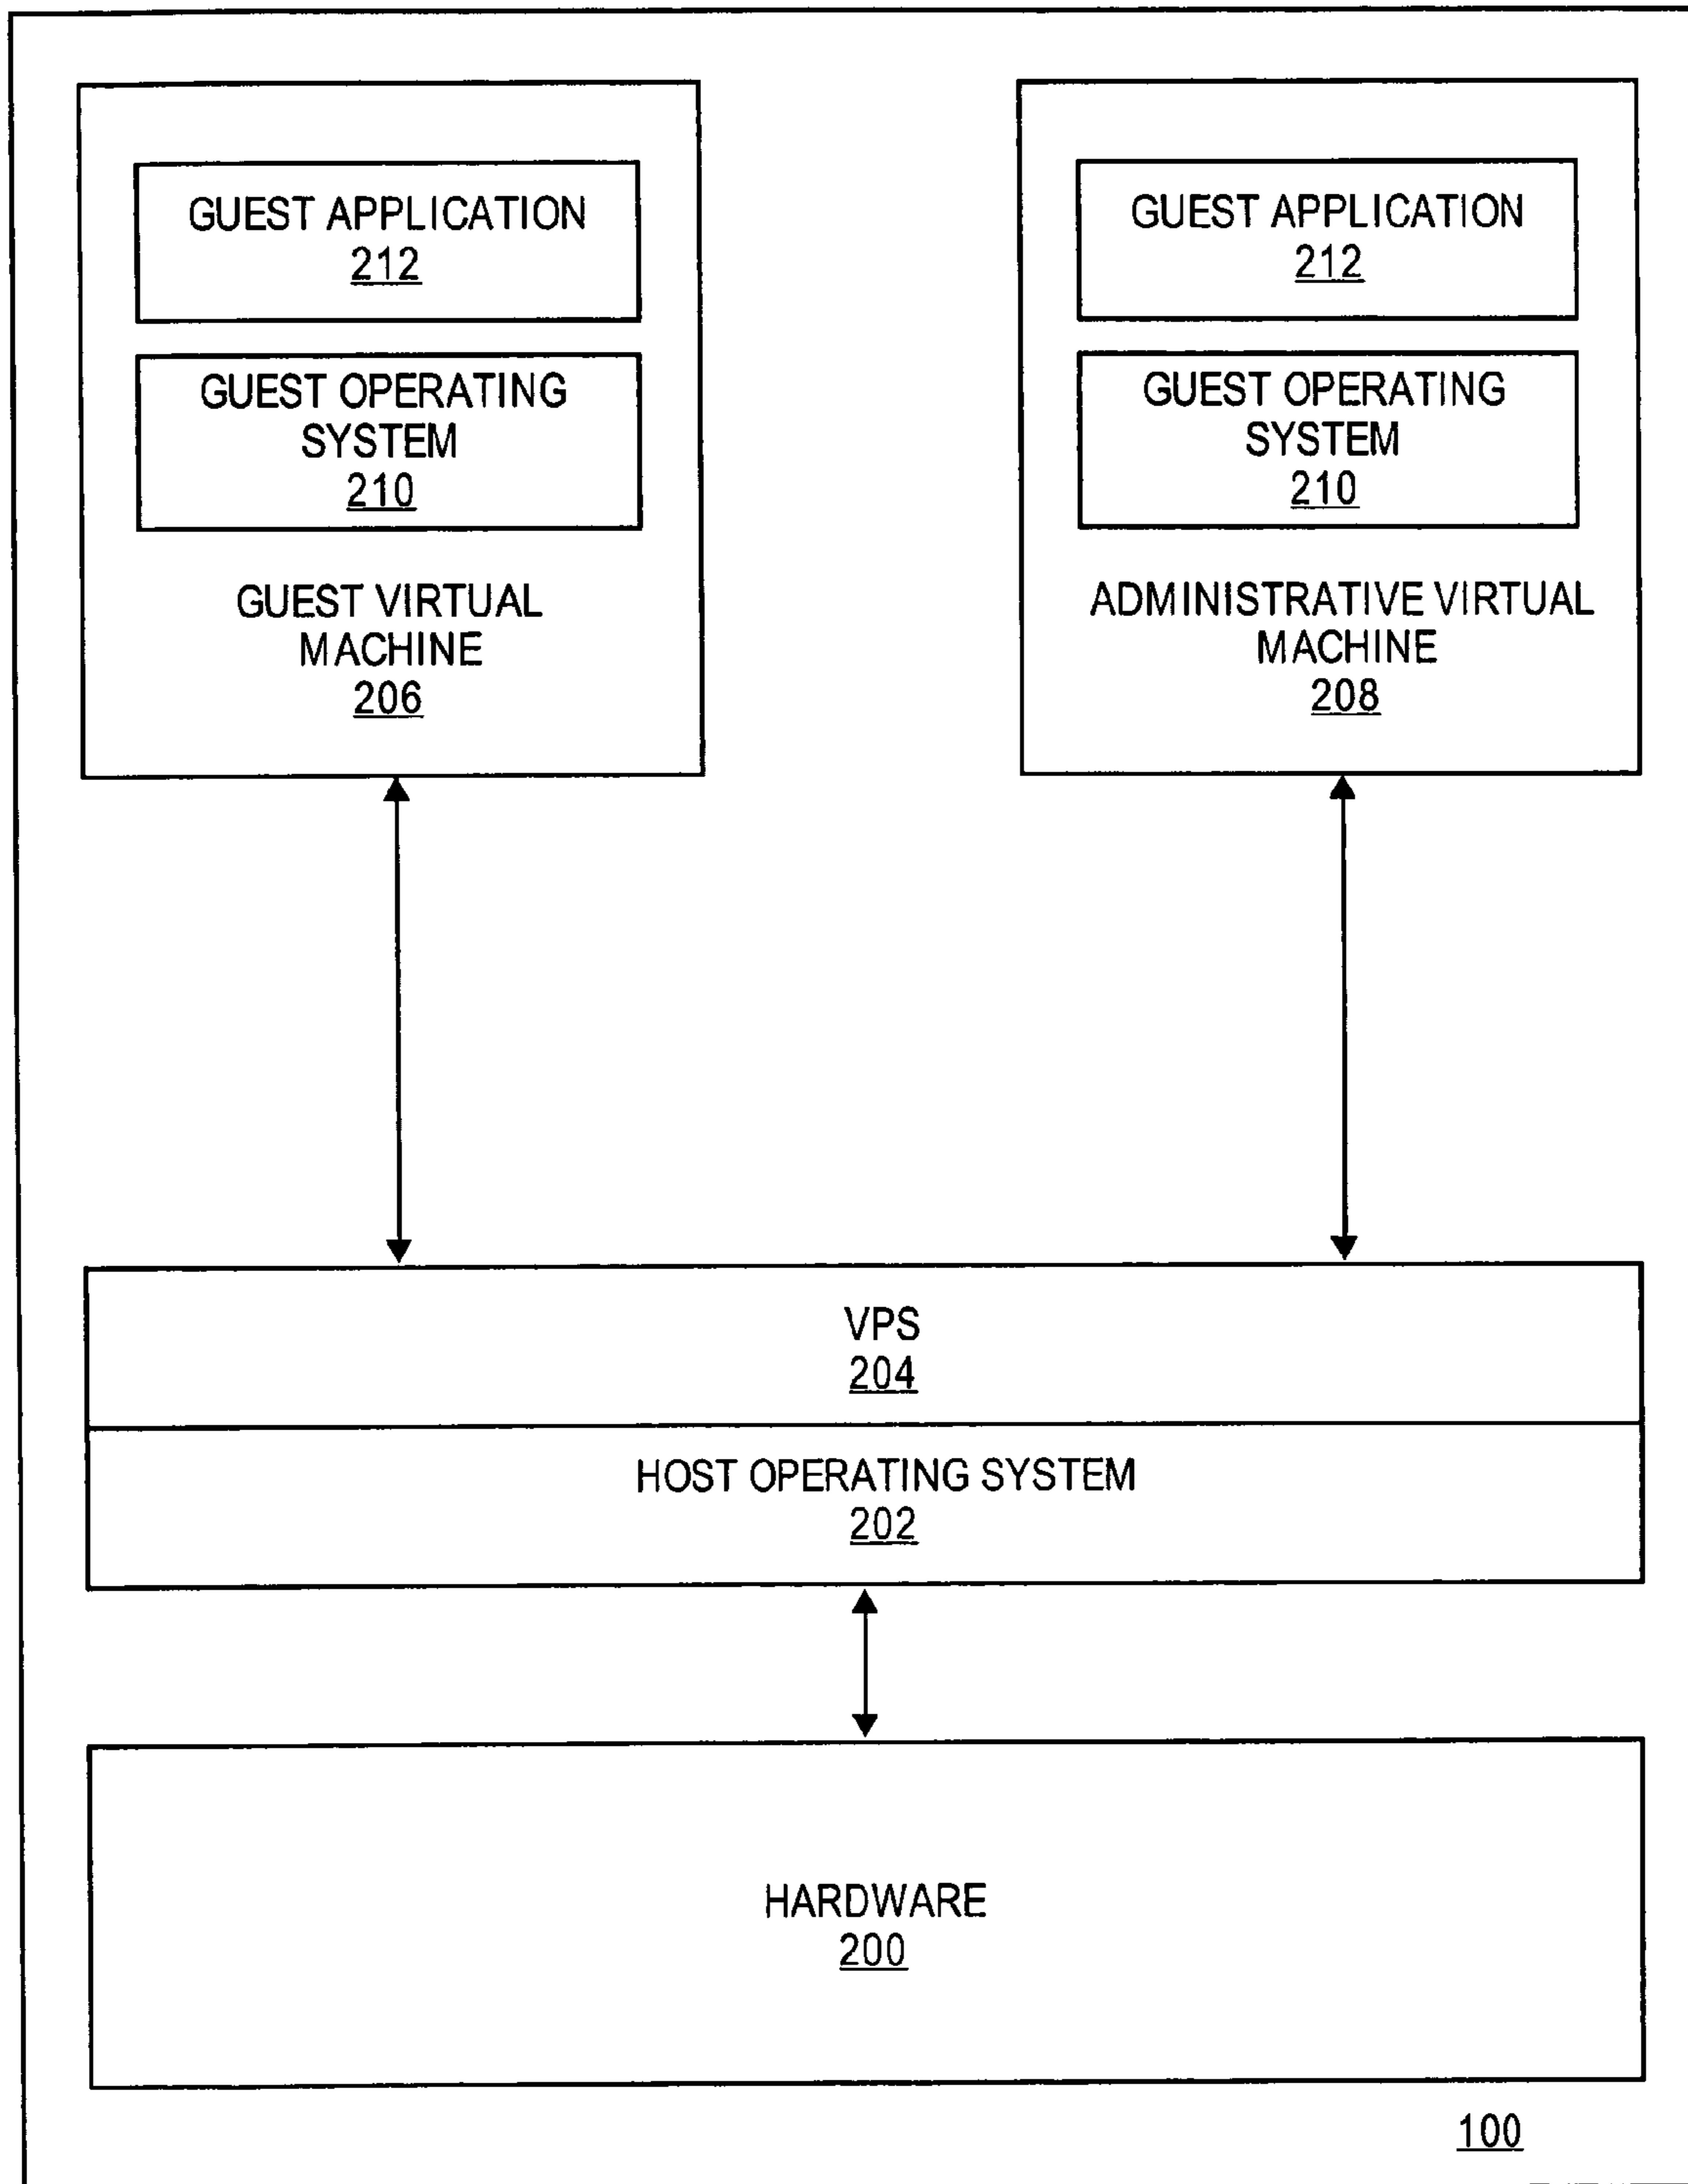 GUEST APPLICATION
212
GUEST OPERATING
SYSTEM
210
GUEST VIRTUAL
MACHINE
206
GUEST APPLICATION
212
GUEST OPERATING
SYSTEM
210
ADMINISTRATIVE VIRTUAL
MACHINE
208
VPS
204
HOST OPERATING SYSTEM
202
HARDWARE
200
100